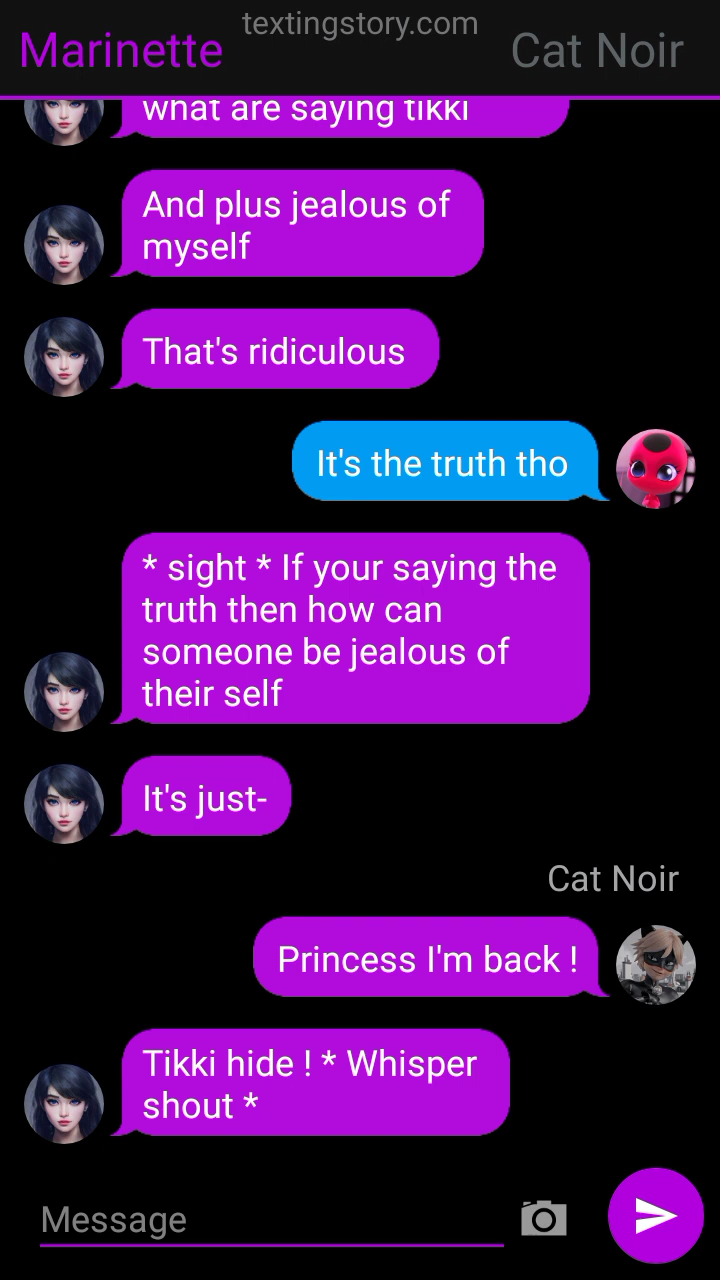 textingstory.com
Marinette
Cat Noir
what are saying tikki
And plus jealous of
myself
That's ridiculous
It's the truth tho
* sight * If your saying the
truth then how can
someone be jealous of
their self
It's just-
Cat Noir
Princess I'm back !
Tikki hide ! * Whisper
shout *
Message